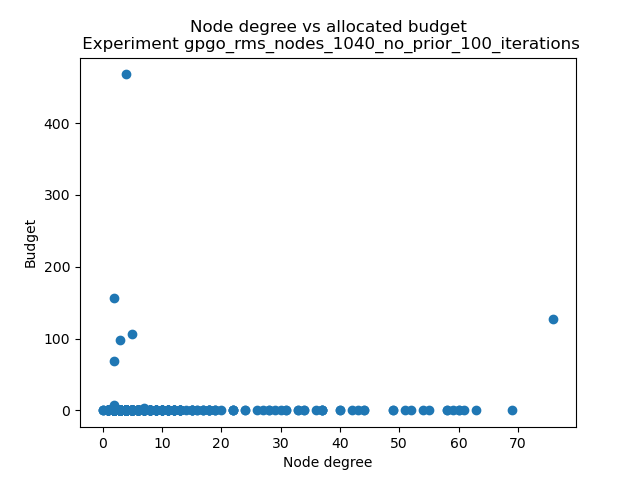 Node degree vs allocated budget
Experiment gpgo_rms_nodes_1040_no_prior_100_iterations
Budget
400
300
200
100
0
0 10 20 30 40 50 60 70
Node degree